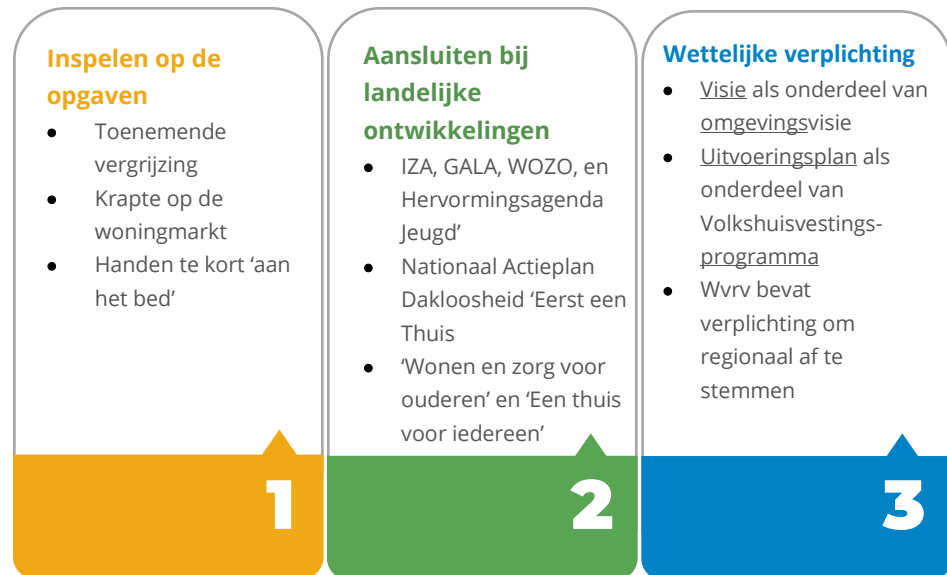 Inspelen op de
opgaven
• Toenemende
vergrijzing
• Krapte op de
woningmarkt
• Handen te kort ‘aan
het bed’
1
Aansluiten bij
landelijke
ontwikkelingen
• IZA, GALA, WOZO, en
Hervormingsagenda
Jeugd’
• Nationaal Actieplan
Dakloosheid ‘Eerst een
Thuis
• ‘Wonen en zorg voor
ouderen’ en ‘Een thuis
voor iedereen’
2
Wettelijke verplichting
• Visie als onderdeel van
omgevingsvisie
• Uitvoeringsplan als
onderdeel van
Volkshuisvestings-
programma
• Wvrv bevat
verplichting om
regionaal af te
stemmen
3